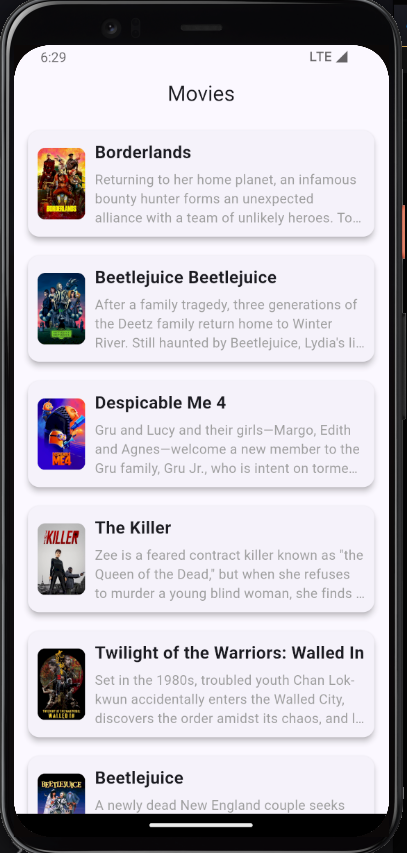 6:29 LTE
Movies
Borderlands
Returning to her home planet, an infamous
bounty hunter forms an unexpected
alliance with a team of unlikely heroes. To...
BORDERLANDS
Beetlejuice Beetlejuice
After a family tragedy, three generations of
the Deetz family return home to Winter
River. Still haunted by Beetlejuice, Lydia's li...
Despicable Me 4
Gru and Lucy and their girls—Margo, Edith
and Agnes—welcome a new member to the
Gru family, Gru Jr., who is intent on torme...
ME4
The Killer
KILLER
Zee is a feared contract killer known as "the
Queen of the Dead," but when she refuses
to murder a young blind woman, she finds ...
Twilight of the Warriors: Walled In
Set in the 1980s, troubled youth Chan Lok-
kwun accidentally enters the Walled City,
discovers the order amidst its chaos, and l...
WALLED IN
Beetlejuice
BEETLEJUICE
A newly dead New England couple seeks